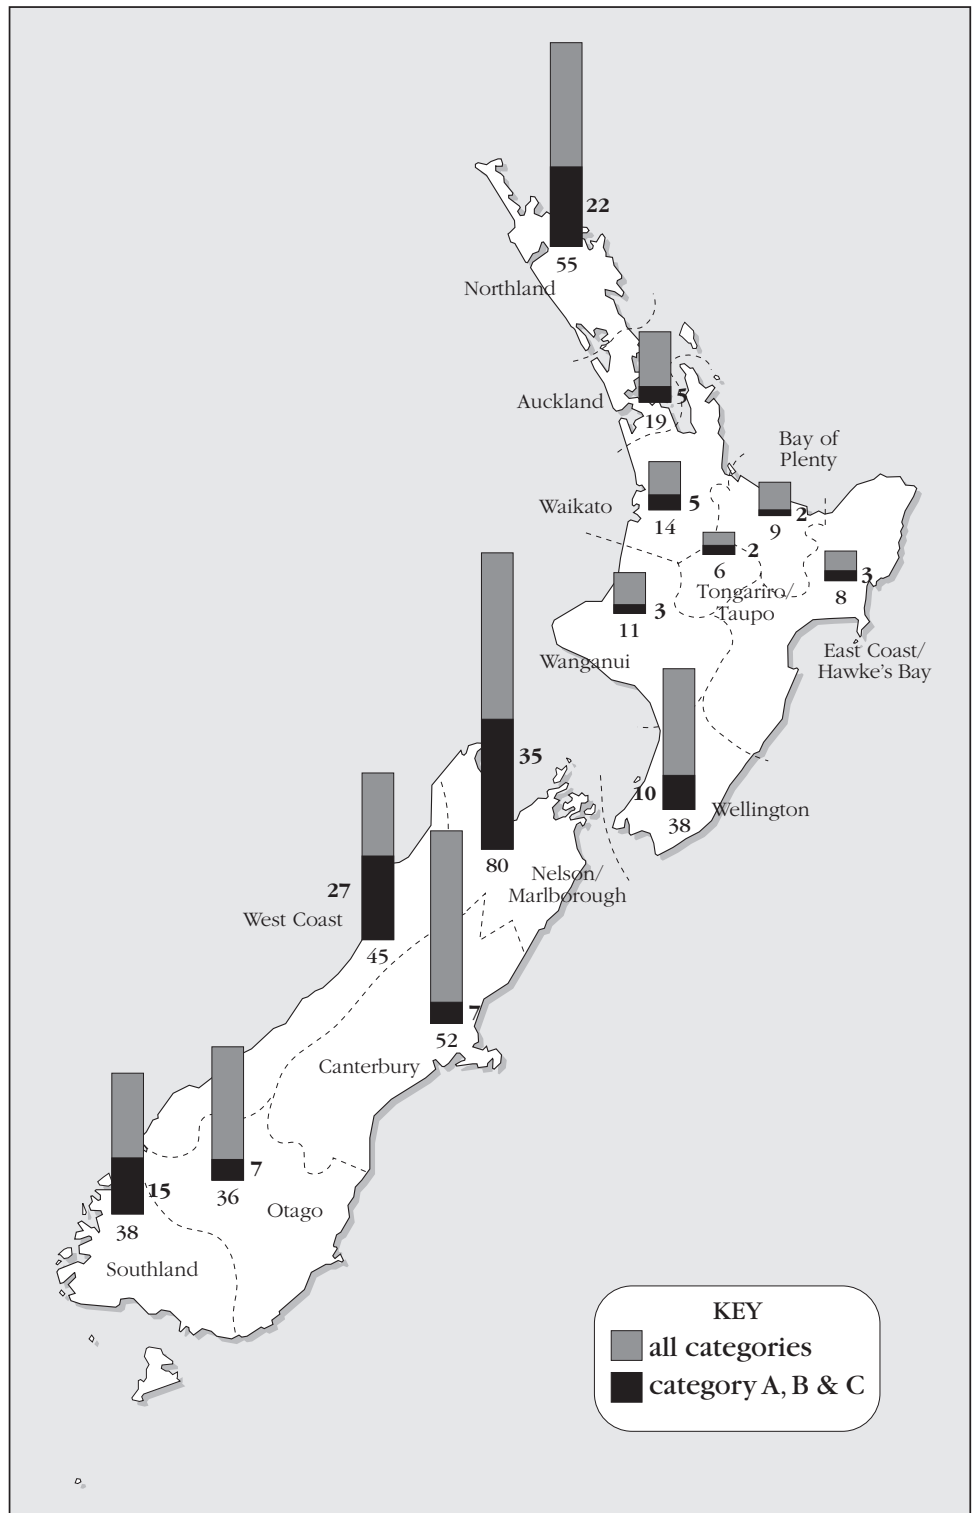 22
55
Northland
5
Auckland
19
Bay of
Plenty
5
Waikato
14
2
9
2
6
Tongariro/
Taupo
3
8
3
11
East Coast/
Hawke's Bay
Wanganui
35
80
Nelson/
Marlborough
10
38
Wellington
27
West Coast
45
7
52
Canterbury
7
36
Otago
15
38
Southland
KEY
all categories
category A, B & C